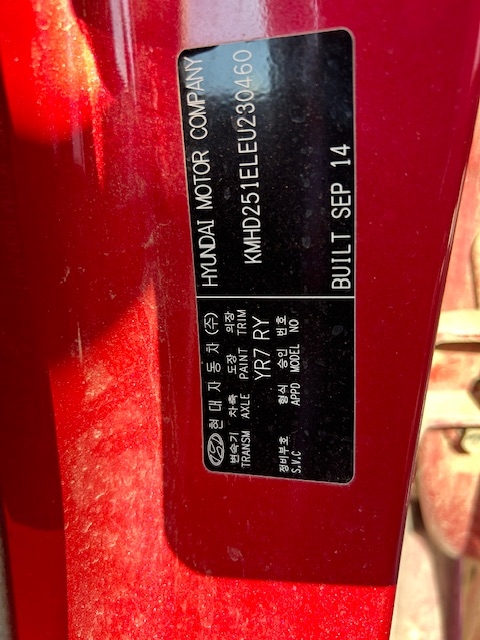 현대자동차 (주)
HYUNDAI MOTOR COMPANY
변속기 차축 도장 의장
TRANSM AXLE PAINT TRIM
KMHD251ELEU230460
YR7 RY
정비부호 형식 승인 번호
S.V.C APPD MODEL NO
BUILT SEP 14